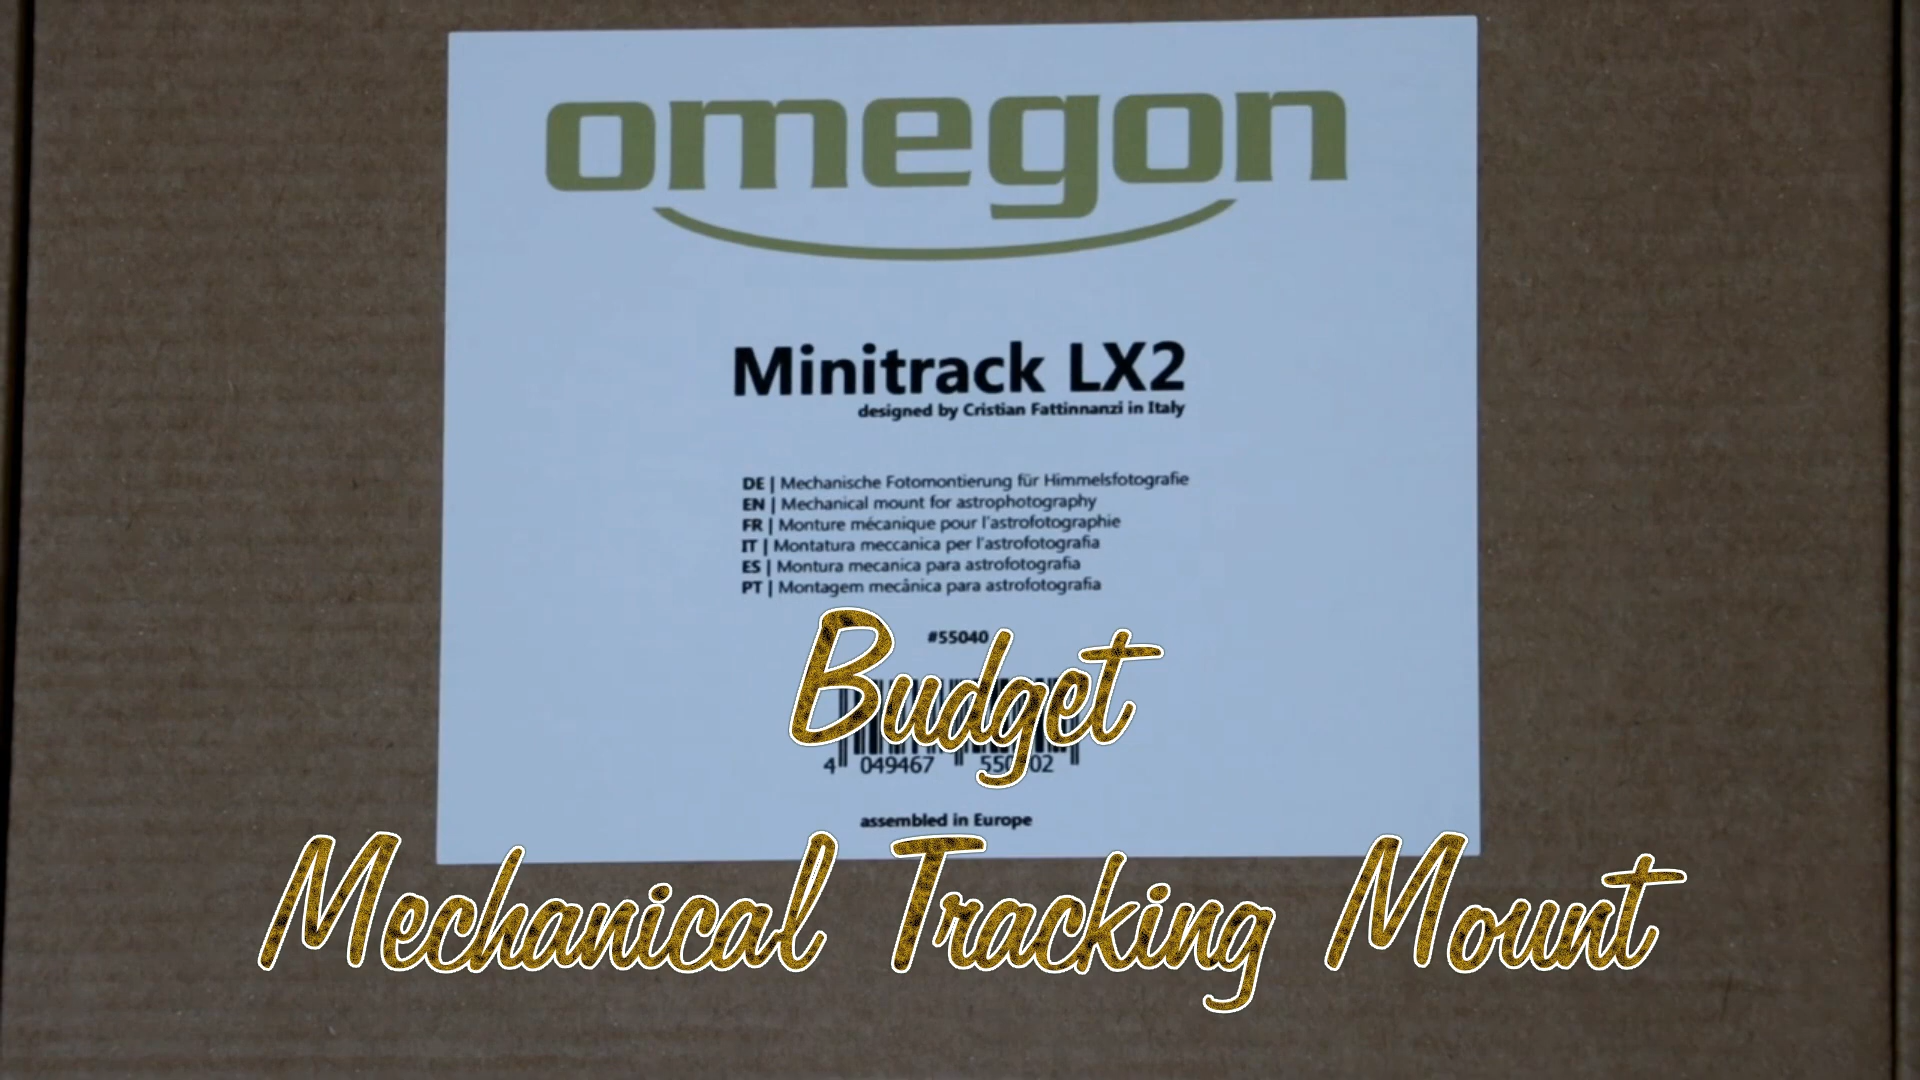 omegon
Minitrack LX2
designed by Cristian Fattinnanzi in Italy
DE | Mechanische Fotomontierung für Himmelsfotografie
EN | Mechanical mount for astrophotography
FR | Monture mécanique pour l'astrofotographie
IT | Montatura meccanica per l'astrofotografia
ES | Montura mecanica para astrofotografia
PT | Montagem mecânica para astrofotografia
#55040
Budget
4 049467
assembled in Europe
Mechanical Tracking Mount